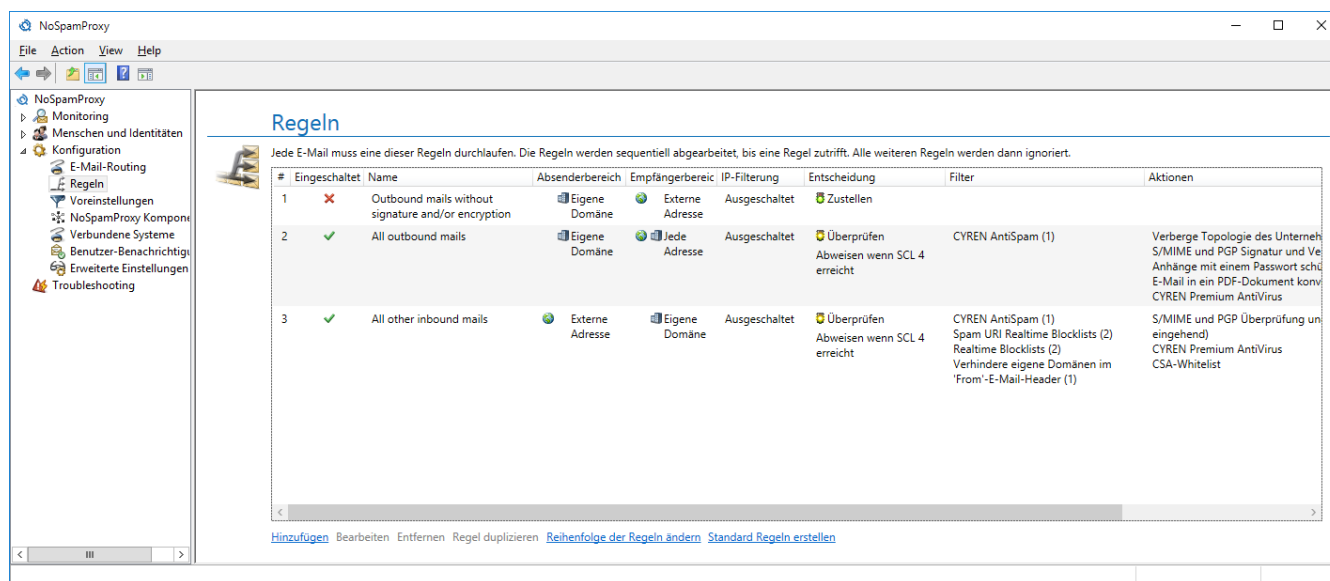 NoSpamProxy
File Action View Help
NoSpamProxy
Monitoring
Menschen und Identitäten
Konfiguration
E-Mail-Routing
Regeln
Voreinstellungen
NoSpamProxy Kompone
Verbundene Systeme
Benutzer-Benachrichtigu
Erweiterte Einstellungen
Troubleshooting
Regeln
Jede E-Mail muss eine dieser Regeln durchlaufen. Die Regeln werden sequentiell abgearbeitet, bis eine Regel zutrifft. Alle weiteren Regeln werden dann ignoriert.
# Eingeschaltet Name Absenderbereich Empfängerbereic IP-Filterung Entscheidung Filter Aktionen
1 Outbound mails without Eigene Externe Ausgeschaltet Zustellen
signature and/or encryption Domäne Adresse
2 All outbound mails Eigene Jede Ausgeschaltet Überprüfen CYREN AntiSpam (1) Verberge Topologie des Unterneh
Domäne Adresse Abweisen wenn SCL 4 S/MIME und PGP Signatur und Ve
erreicht Anhänge mit einem Passwort schü
E-Mail in ein PDF-Dokument konv
CYREN Premium AntiVirus
3 All other inbound mails Externe Eigene Ausgeschaltet Überprüfen CYREN AntiSpam (1) S/MIME und PGP Überprüfung un
Adresse Domäne Abweisen wenn SCL 4 Spam URI Realtime Blocklists (2) eingehend)
erreicht Realtime Blocklists (2) CYREN Premium AntiVirus
Verhindere eigene Domänen im CSA-Whitelist
'From'-E-Mail-Header (1)
Hinzufügen Bearbeiten Entfernen Regel duplizieren Reihenfolge der Regeln ändern Standard Regeln erstellen